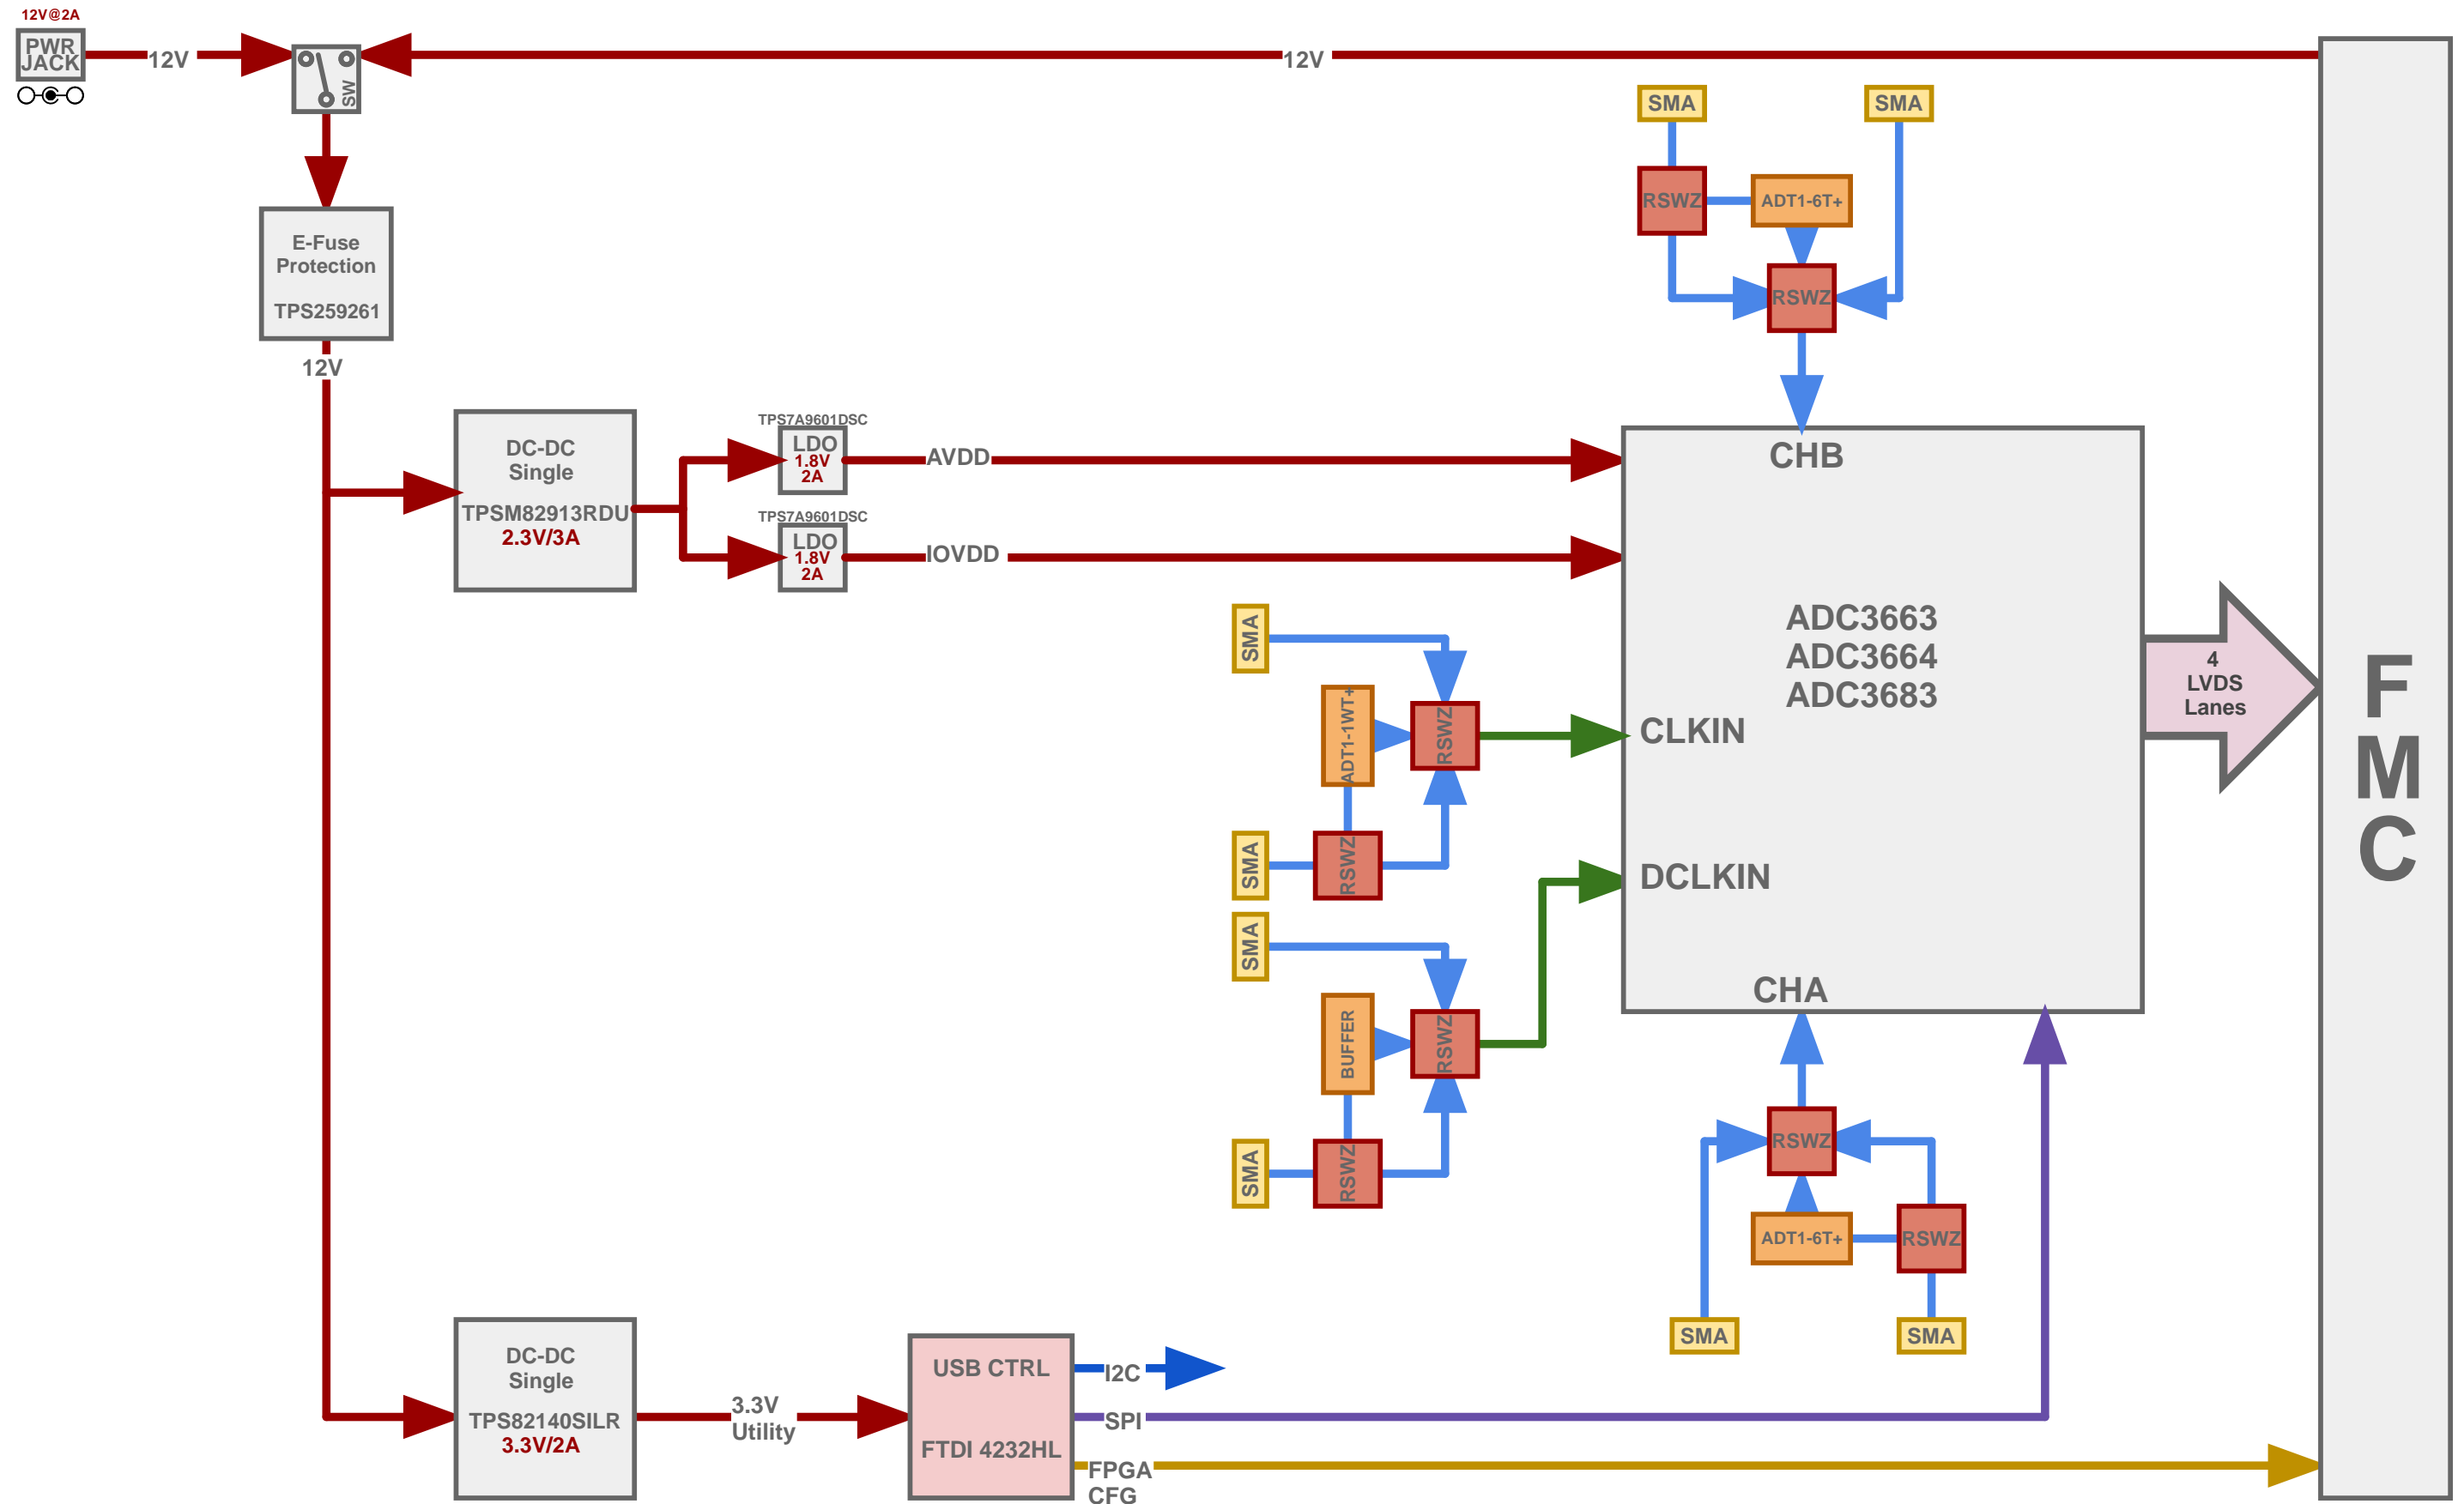 12V@2A
PWR
JACK
12V
SW
12V
SMA
SMA
RSWZ
ADT1-6T+
RSWZ
E-Fuse
Protection
TPS259261
12V
DC-DC
Single
TPSM82913RDU
2.3V/3A
TPS7A9601DSC
LDO
1.8V
2A
AVDD
TPS7A9601DSC
LDO
1.8V
2A
IOVDD
CHB
ADC3663
ADC3664
ADC3683
CLKIN
DCLKIN
CHA
4
LVDS
Lanes
F
M
C
SMA
ADT1-1WT+
RSWZ
SMA
RSWZ
SMA
BUFFER
RSWZ
SMA
RSWZ
RSWZ
ADT1-6T+
RSWZ
SMA
SMA
DC-DC
Single
TPS82140SILR
3.3V/2A
3.3V
Utility
USB CTRL
FTDI 4232HL
I2C
SPI
FPGA
CFG